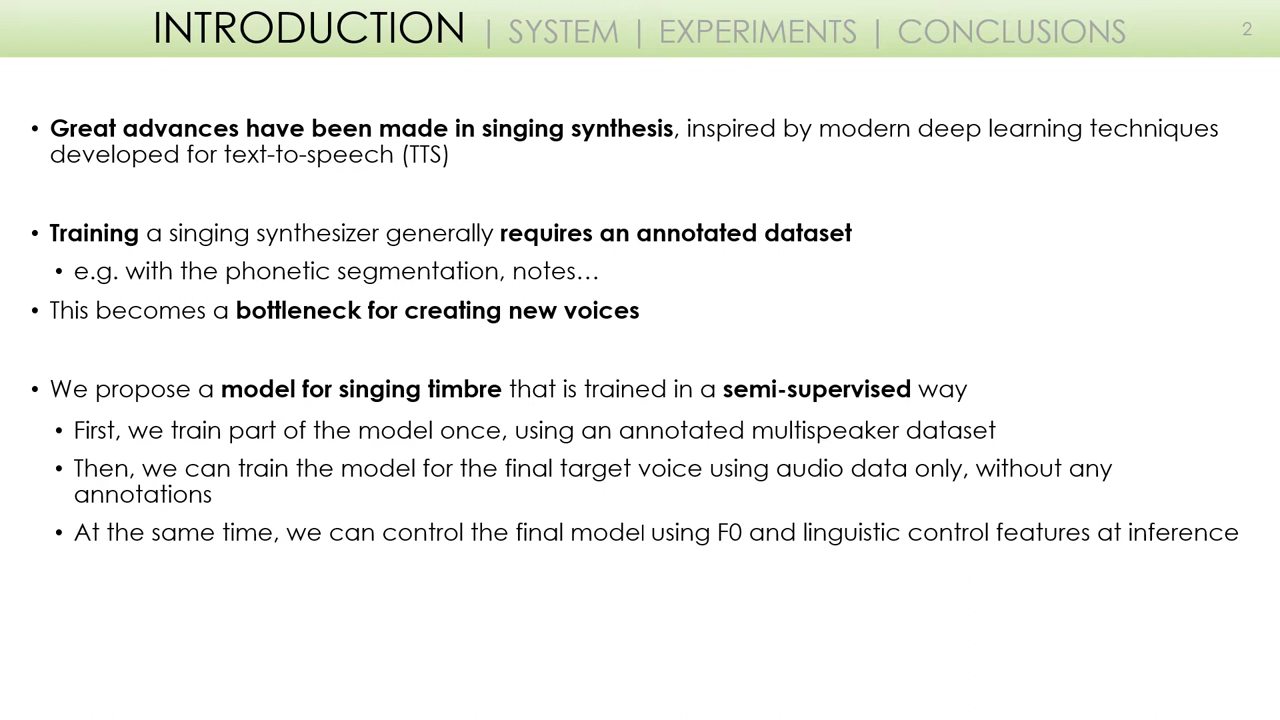 INTRODUCTION | SYSTEM | EXPERIMENTS | CONCLUSIONS 2
• Great advances have been made in singing synthesis, inspired by modern deep learning techniques
developed for text-to-speech (TTS)
• Training a singing synthesizer generally requires an annotated dataset
• e.g. with the phonetic segmentation, notes…
• This becomes a bottleneck for creating new voices
• We propose a model for singing timbre that is trained in a semi-supervised way
• First, we train part of the model once, using an annotated multispeaker dataset
• Then, we can train the model for the final target voice using audio data only, without any
annotations
• At the same time, we can control the final model using F0 and linguistic control features at inference